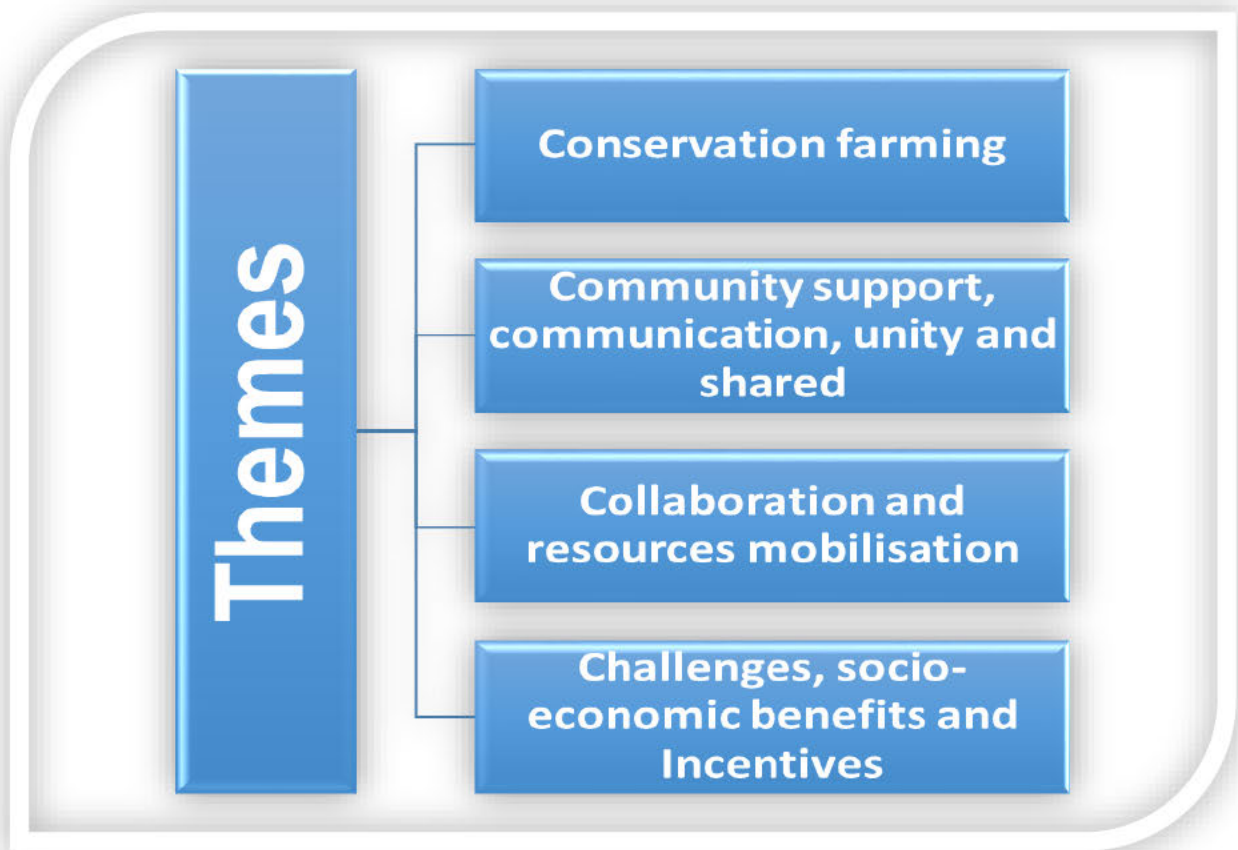 Themes
Conservation farming
Community support,
communication, unity and
shared
Collaboration and
resources mobilisation
Challenges, socio-
economic benefits and
Incentives